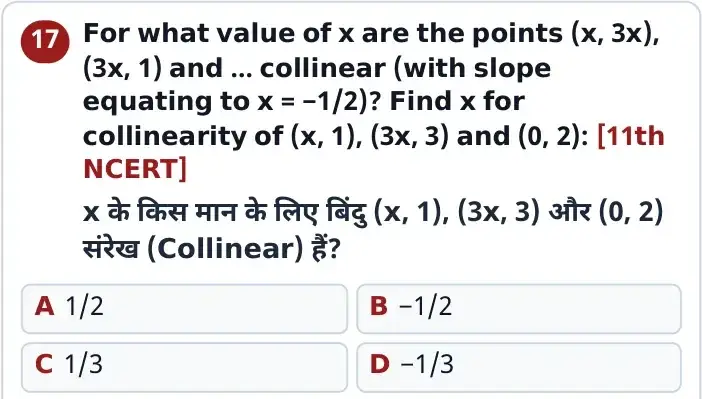 17 For what value of x are the points (x, 3x),
(3x, 1) and ... collinear (with slope
equating to x = −1/2)? Find x for
collinearity of (x, 1), (3x, 3) and (0, 2): [11th
NCERT]
x के किस मान के लिए बिंदु (x, 1), (3x, 3) और (0, 2)
संरेख (Collinear) हैं?
A 1/2 B −1/2
C 1/3 D −1/3